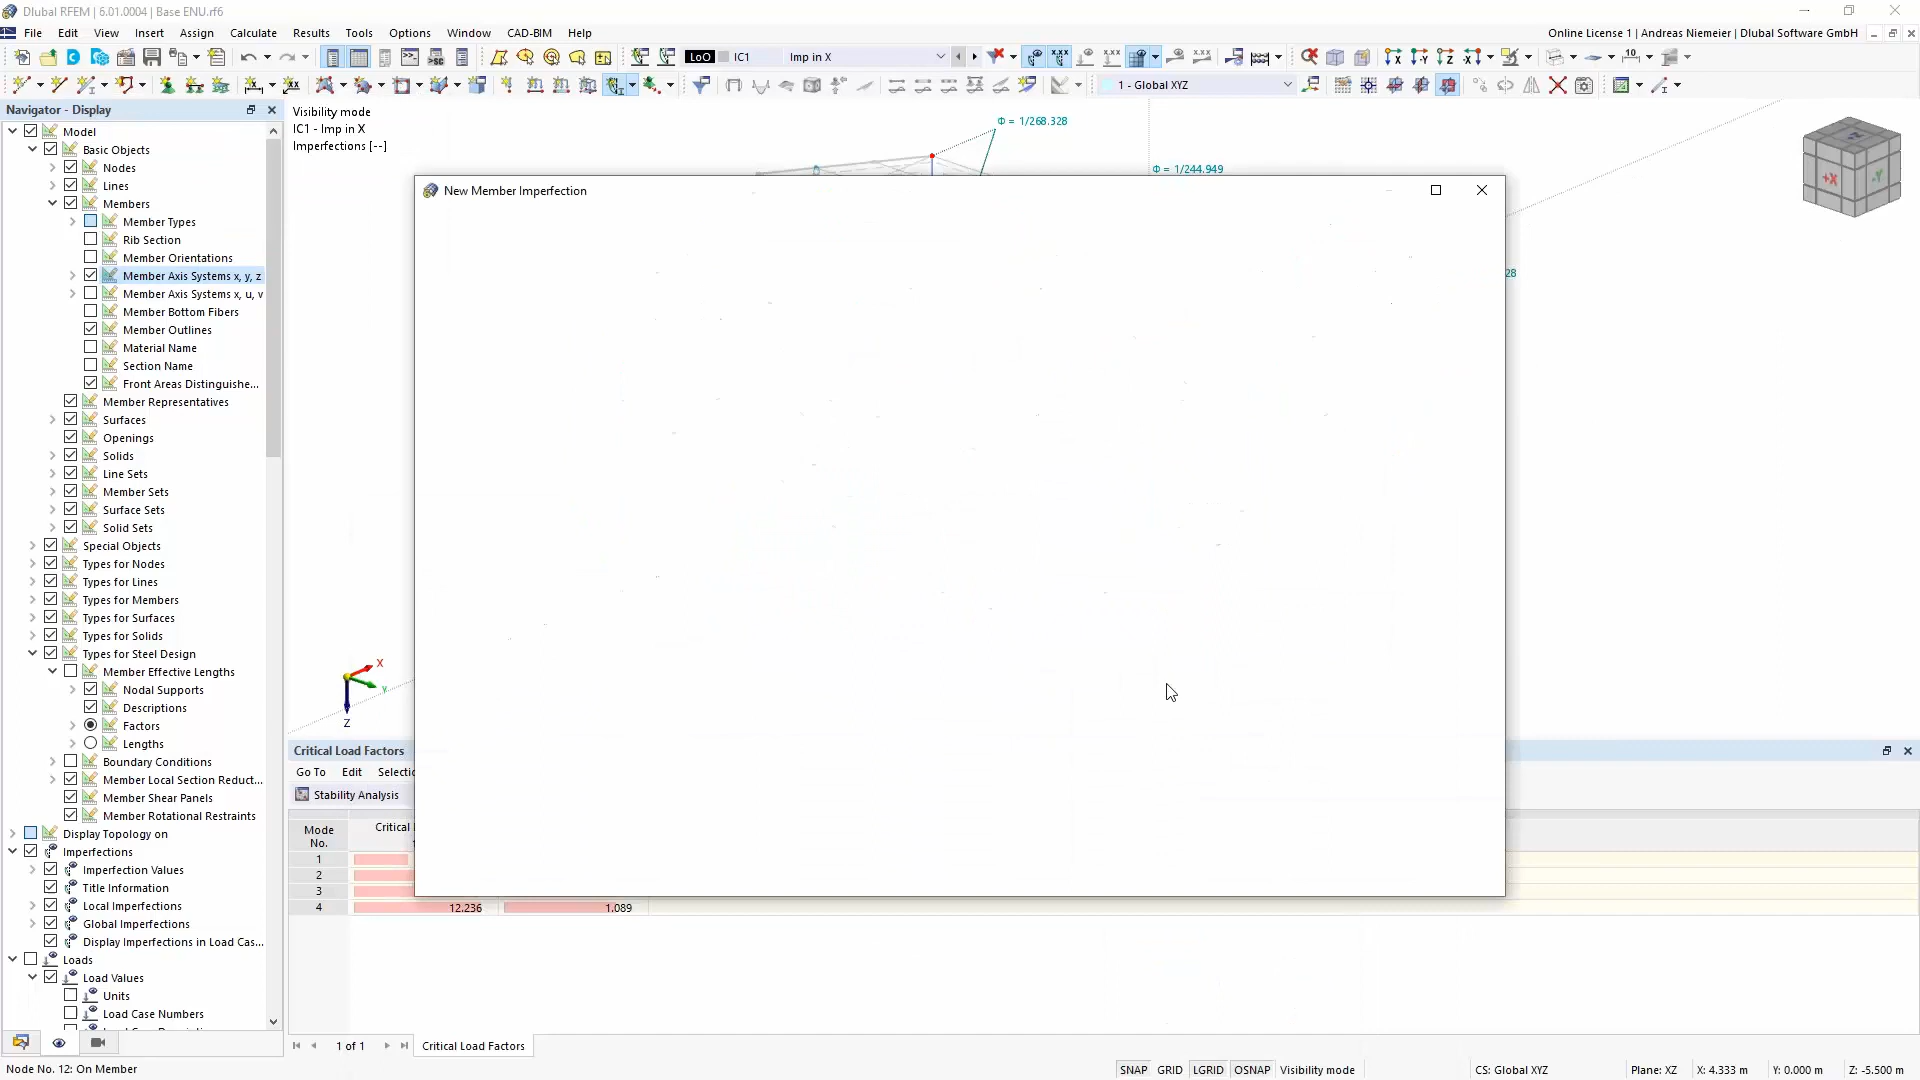 Dlubal RFEM | 6.01.0004 | Base ENU.rf6
File Edit View Insert Assign Calculate Results Tools Options Window CAD-BIM Help
Online License 1 | Andreas Niemeier | Dlubal Software GmbH
LoO IC1 Imp in X
1 - Global XYZ
Navigator - Display
Model
Basic Objects
Nodes
Lines
Members
Member Types
Rib Section
Member Orientations
Member Axis Systems x, y, z
Member Axis Systems x, u, v
Member Bottom Fibers
Member Outlines
Material Name
Section Name
Front Areas Distinguishe...
Member Representatives
Surfaces
Openings
Solids
Line Sets
Member Sets
Surface Sets
Solid Sets
Special Objects
Types for Nodes
Types for Lines
Types for Members
Types for Surfaces
Types for Solids
Types for Steel Design
Member Effective Lengths
Nodal Supports
Descriptions
Factors
Lengths
Boundary Conditions
Member Local Section Reduct...
Member Shear Panels
Member Rotational Restraints
Display Topology on
Imperfections
Imperfection Values
Title Information
Local Imperfections
Global Imperfections
Display Imperfections in Load Cas...
Loads
Load Values
Units
Load Case Numbers
Visibility mode
IC1 - Imp in X
Imperfections [--]
Φ = 1/268.328
Φ = 1/244.949
28
+X -Y -Z
New Member Imperfection
X
Y
Z
Critical Load Factors
Go To Edit Selectio
Stability Analysis
Mode
No.
Critical
1
2
3
4 12.236 1.089
1 of 1 Critical Load Factors
Node No. 12: On Member
SNAP GRID LGRID OSNAP Visibility mode
CS: Global XYZ
Plane: XZ X: 4.333 m Y: 0.000 m Z: -5.500 m